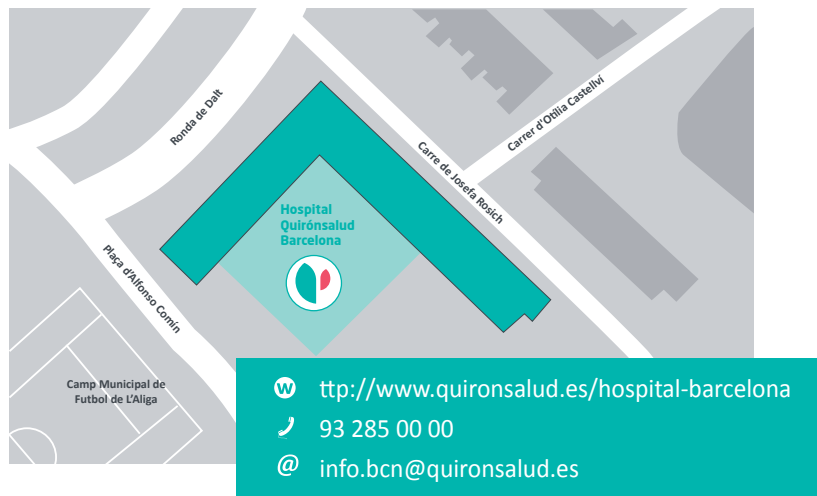 Ronda de Dalt
Carrer d'Otília Castellví
Carre de Josefa Rosich
Hospital
Quirónsalud
Barcelona
Plaça d'Alfonso Comín
Camp Municipal de
Futbol de L'Aliga
W ttp://www.quironsalud.es/hospital-barcelona
93 285 00 00
@ info.bcn@quironsalud.es